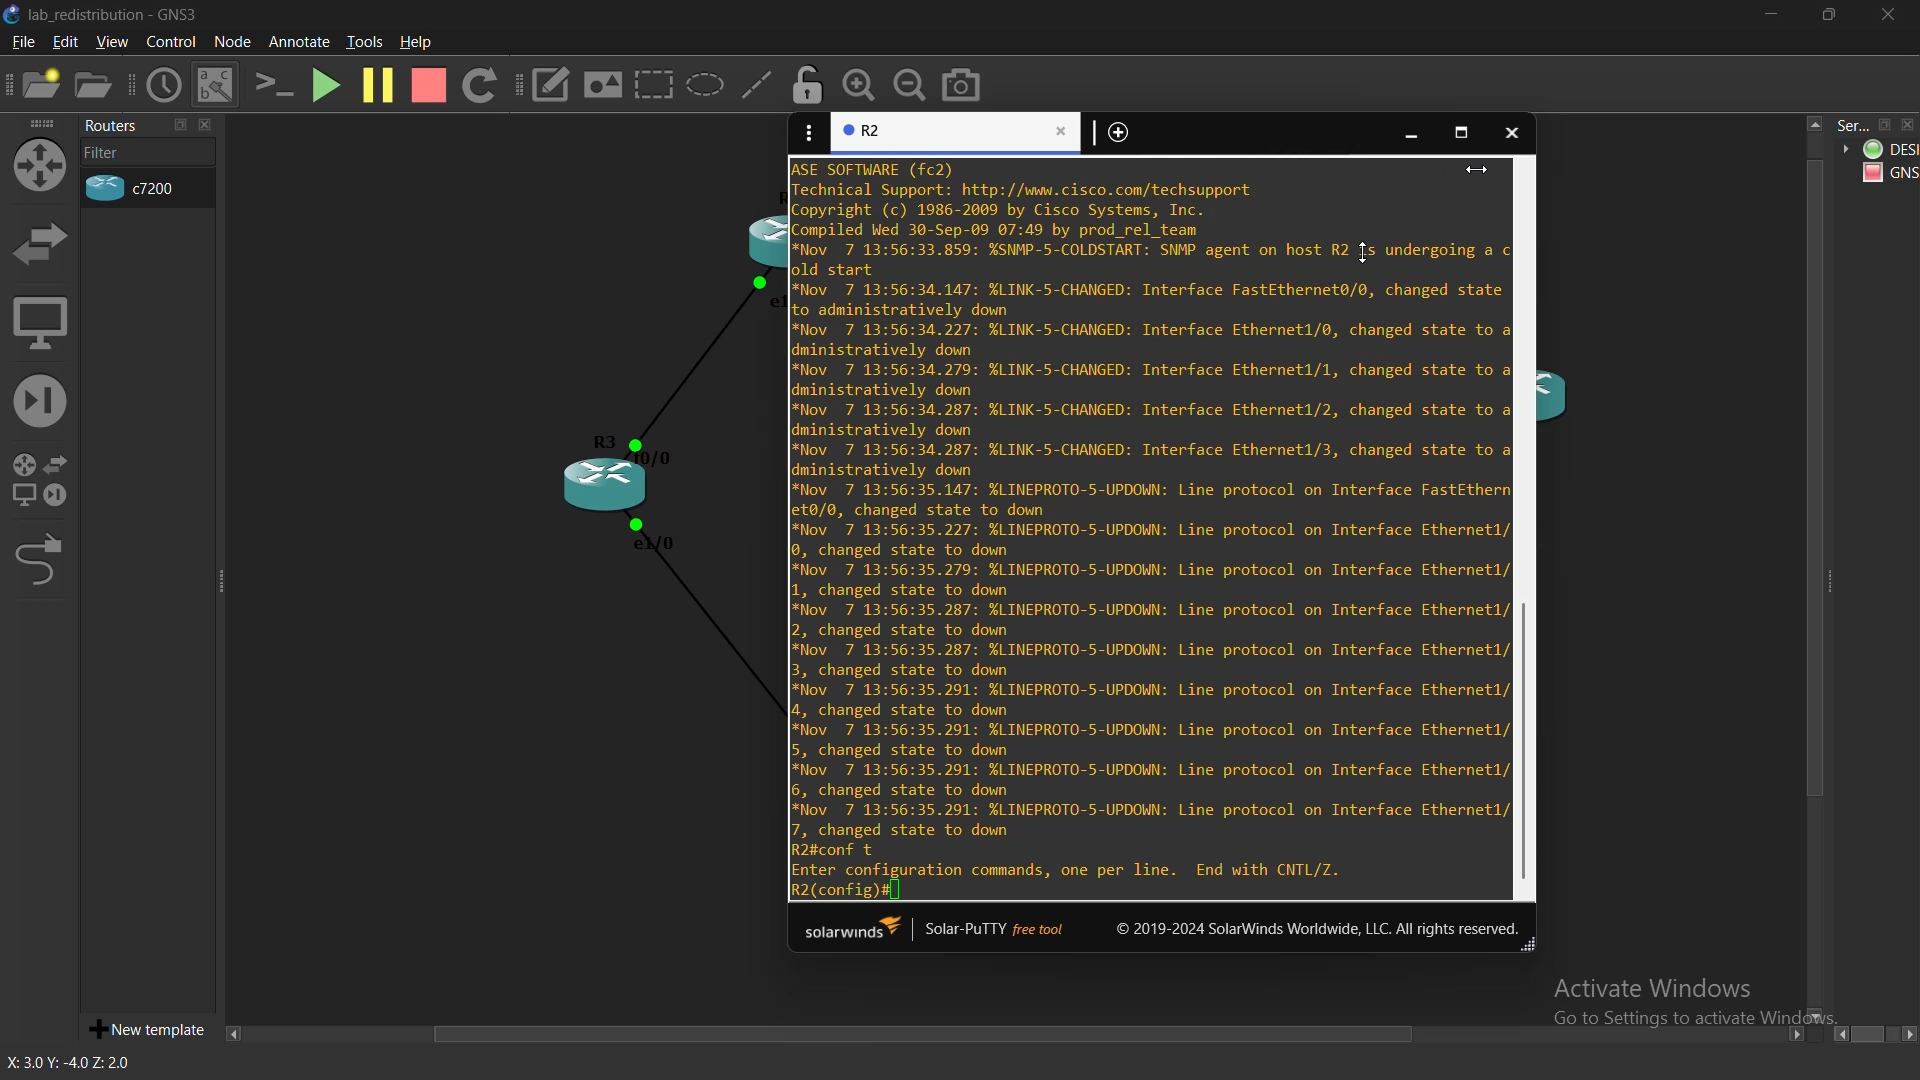 lab_redistribution - GNS3
File Edit View Control Node Annotate Tools Help
Routers
Filter
c7200
R3
f0/0
e1/0
R2
ASE SOFTWARE (fc2)
Technical Support: http://www.cisco.com/techsupport
Copyright (c) 1986-2009 by Cisco Systems, Inc.
Compiled Wed 30-Sep-09 07:49 by prod_rel_team
*Nov  7 13:56:33.859: %SNMP-5-COLDSTART: SNMP agent on host R2 is undergoing a c
old start
*Nov  7 13:56:34.147: %LINK-5-CHANGED: Interface FastEthernet0/0, changed state
to administratively down
*Nov  7 13:56:34.227: %LINK-5-CHANGED: Interface Ethernet1/0, changed state to a
dministratively down
*Nov  7 13:56:34.279: %LINK-5-CHANGED: Interface Ethernet1/1, changed state to a
dministratively down
*Nov  7 13:56:34.287: %LINK-5-CHANGED: Interface Ethernet1/2, changed state to a
dministratively down
*Nov  7 13:56:34.287: %LINK-5-CHANGED: Interface Ethernet1/3, changed state to a
dministratively down
*Nov  7 13:56:35.147: %LINEPROTO-5-UPDOWN: Line protocol on Interface FastEthern
et0/0, changed state to down
*Nov  7 13:56:35.227: %LINEPROTO-5-UPDOWN: Line protocol on Interface Ethernet1/
0, changed state to down
*Nov  7 13:56:35.279: %LINEPROTO-5-UPDOWN: Line protocol on Interface Ethernet1/
1, changed state to down
*Nov  7 13:56:35.287: %LINEPROTO-5-UPDOWN: Line protocol on Interface Ethernet1/
2, changed state to down
*Nov  7 13:56:35.287: %LINEPROTO-5-UPDOWN: Line protocol on Interface Ethernet1/
3, changed state to down
*Nov  7 13:56:35.291: %LINEPROTO-5-UPDOWN: Line protocol on Interface Ethernet1/
4, changed state to down
*Nov  7 13:56:35.291: %LINEPROTO-5-UPDOWN: Line protocol on Interface Ethernet1/
5, changed state to down
*Nov  7 13:56:35.291: %LINEPROTO-5-UPDOWN: Line protocol on Interface Ethernet1/
6, changed state to down
*Nov  7 13:56:35.291: %LINEPROTO-5-UPDOWN: Line protocol on Interface Ethernet1/
7, changed state to down
R2#conf t
Enter configuration commands, one per line.  End with CNTL/Z.
R2(config)#
solarwinds Solar-PuTTY free tool © 2019-2024 SolarWinds Worldwide, LLC. All rights reserved.
Ser...
DESI
GNS
Activate Windows
Go to Settings to activate Windows.
New template
X: 3.0 Y: -4.0 Z: 2.0